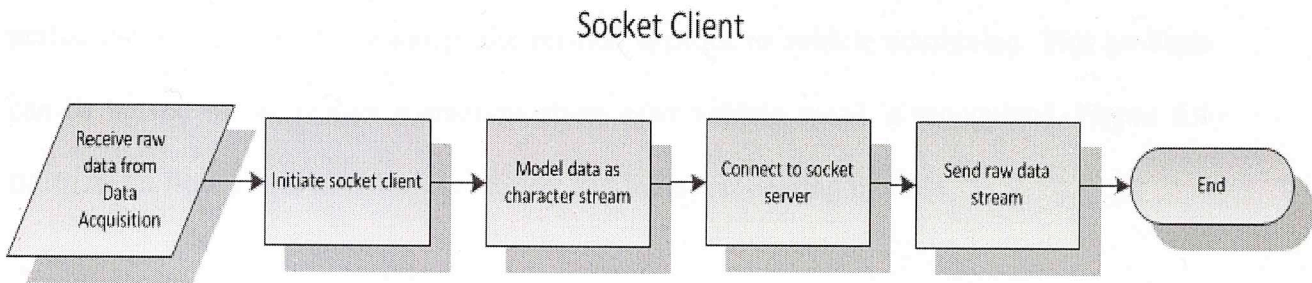 Socket Client
Receive raw
data from
Data
Acquisition
Initiate socket client
Model data as
character stream
Connect to socket
server
Send raw data
stream
End